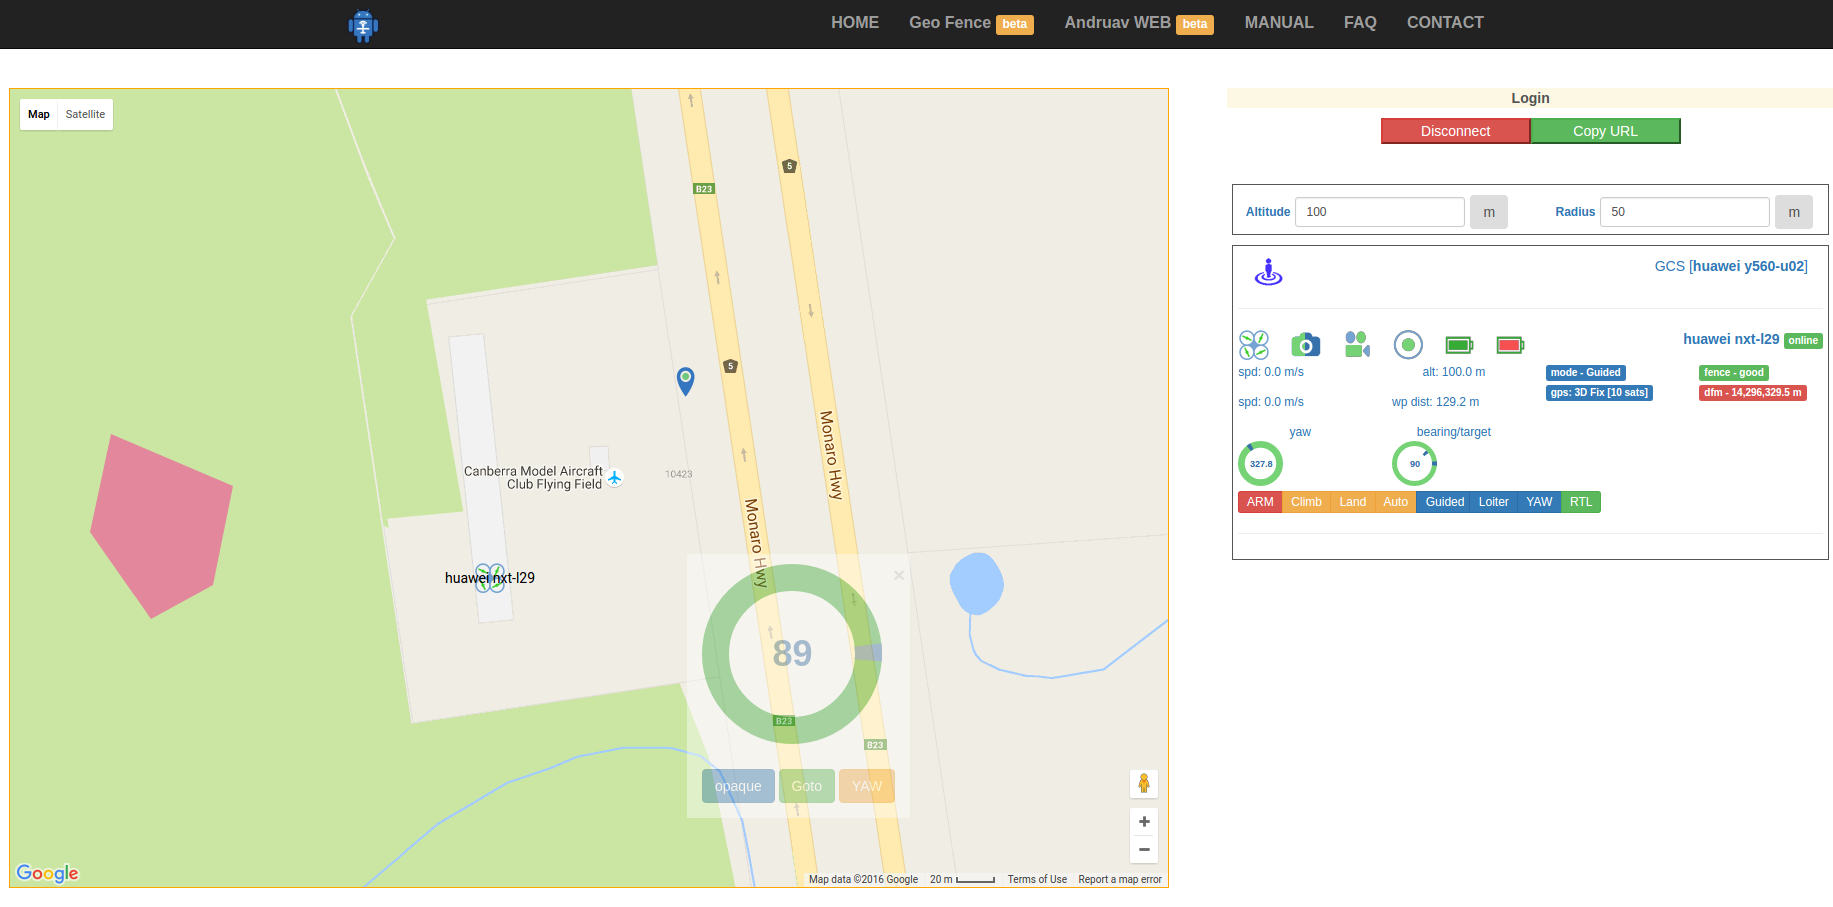 HOME Geo Fence beta Andruav WEB beta MANUAL FAQ CONTACT
Map Satellite
5
B23
5
Monaro Hwy
Monaro Hwy
Canberra Model Aircraft
Club Flying Field
10423
huawei nxt-l29
×
89
B23
B23
opaque Goto YAW
+
−
Google
Map data ©2016 Google 20 m Terms of Use Report a map error
Login
Disconnect Copy URL
Altitude 100 m Radius 50 m
GCS [huawei y560-u02]
huawei nxt-l29 online
spd: 0.0 m/s alt: 100.0 m mode - Guided fence - good
gps: 3D Fix [10 sats] dfm - 14,296,329.5 m
spd: 0.0 m/s wp dist: 129.2 m
yaw bearing/target
327.8 90
ARM Climb Land Auto Guided Loiter YAW RTL